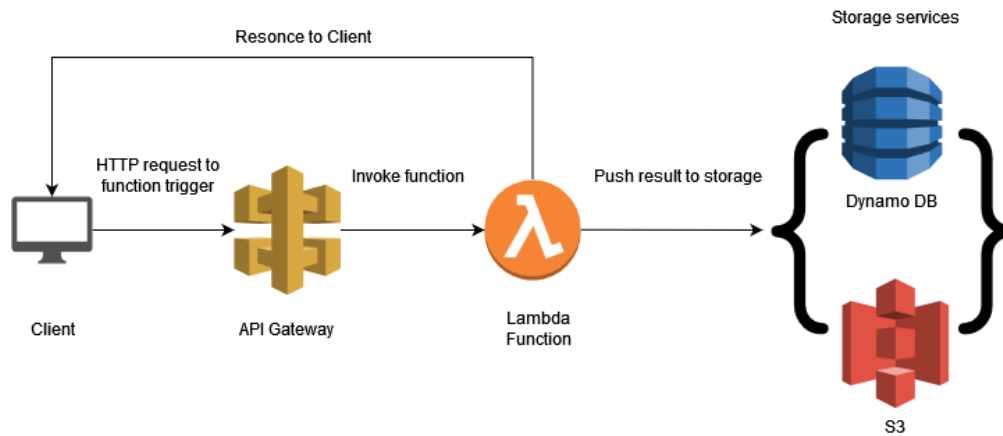 Storage services
Resonce to Client
HTTP request to
function trigger
Invoke function
Push result to storage
Dynamo DB
Client
API Gateway
Lambda
Function
S3